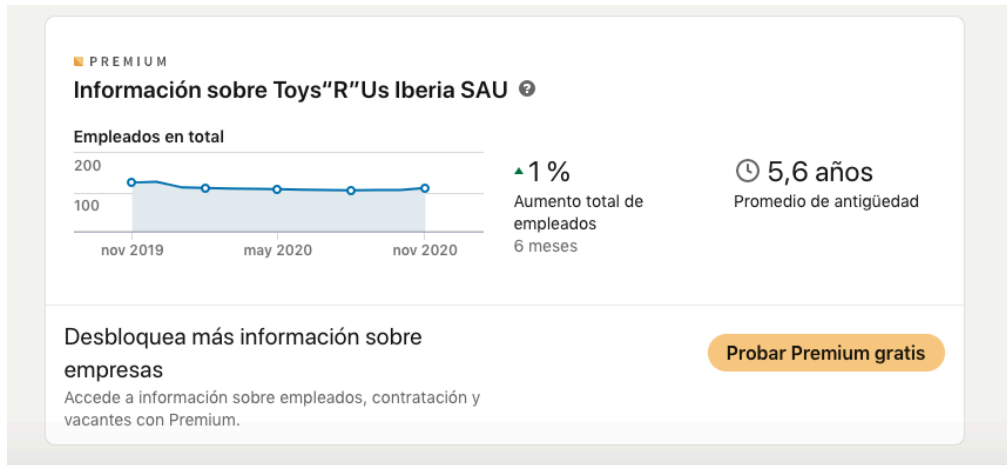 PREMIUM
Información sobre Toys“R”Us Iberia SAU ?
Empleados en total
200
100
nov 2019 may 2020 nov 2020
1 %
Aumento total de
empleados
6 meses
5,6 años
Promedio de antigüedad
Desbloquea más información sobre
empresas
Accede a información sobre empleados, contratación y
vacantes con Premium.
Probar Premium gratis